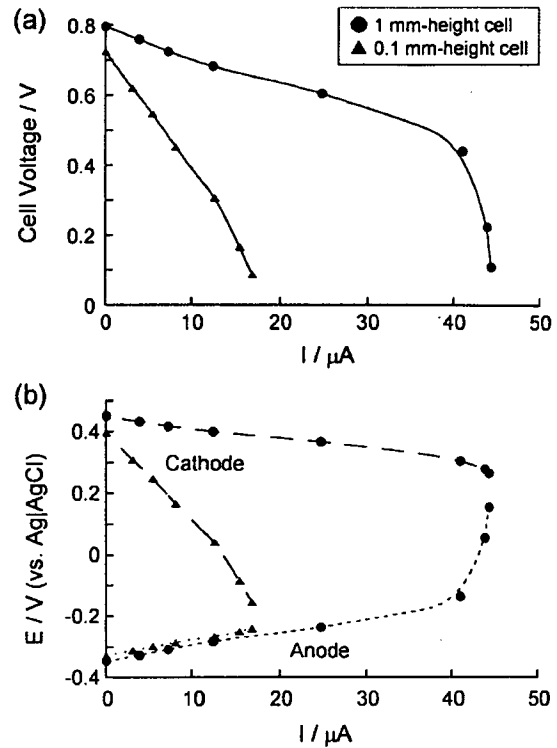 (a)
1 mm-height cell
0.1 mm-height cell
0.8
0.6
0.4
0.2
0
Cell Voltage / V
0 10 20 30 40 50
I / μA
(b)
0.6
0.4
0.2
0
-0.2
-0.4
E / V (vs. Ag|AgCl)
Cathode
Anode
0 10 20 30 40 50
I / μA